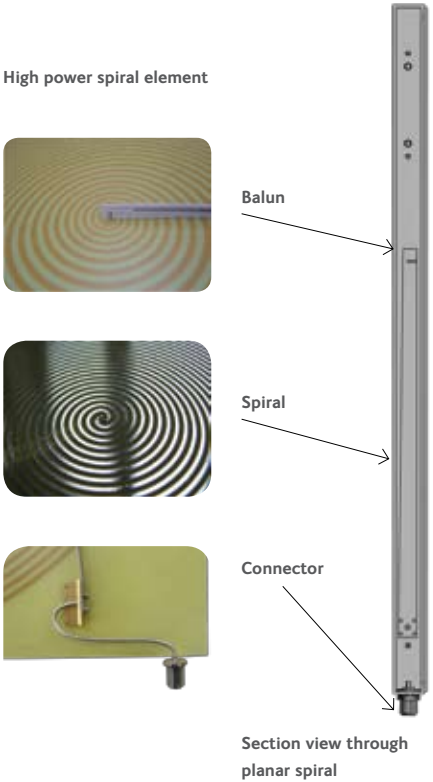 High power spiral element
Balun
Spiral
Connector
Section view through
planar spiral